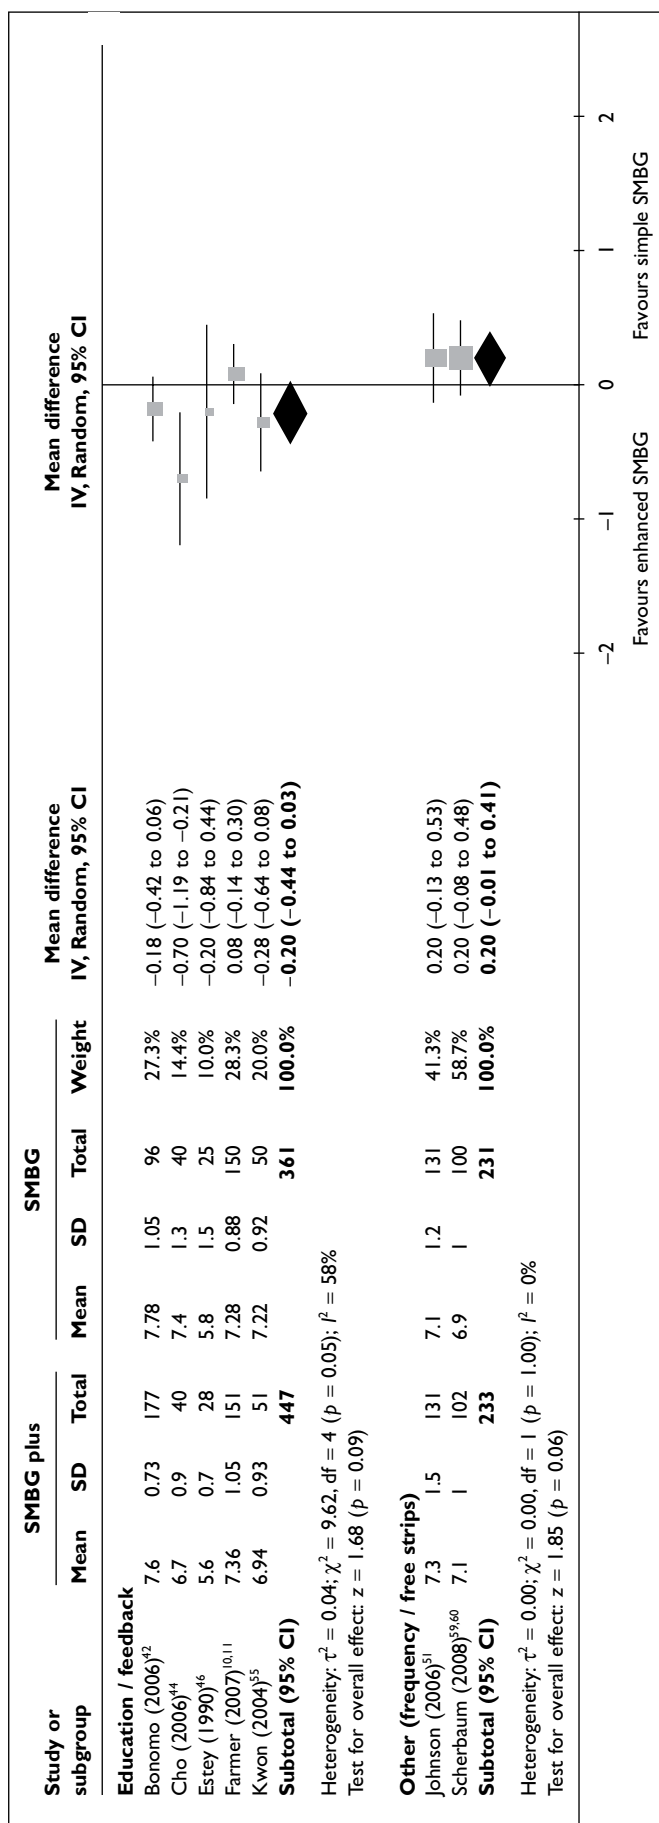 SMBG plus SMBG
Study or subgroup Mean SD Total Mean SD Total Weight Mean difference IV, Random, 95% CI Mean difference IV, Random, 95% CI
Education / feedback
Bonomo (2006)42 7.6 0.73 177 7.78 1.05 96 27.3% −0.18 (−0.42 to 0.06)
Cho (2006)44 6.7 0.9 40 7.4 1.3 40 14.4% −0.70 (−1.19 to −0.21)
Estey (1990)46 5.6 0.7 28 5.8 1.5 25 10.0% −0.20 (−0.84 to 0.44)
Farmer (2007)10,11 7.36 1.05 151 7.28 0.88 150 28.3% 0.08 (−0.14 to 0.30)
Kwon (2004)55 6.94 0.93 51 7.22 0.92 50 20.0% −0.28 (−0.64 to 0.08)
Subtotal (95% CI) 447 361 100.0% −0.20 (−0.44 to 0.03)
Heterogeneity: τ2 = 0.04; χ2 = 9.62, df = 4 (p = 0.05); I2 = 58%
Test for overall effect: z = 1.68 (p = 0.09)
Other (frequency / free strips)
Johnson (2006)51 7.3 1.5 131 7.1 1.2 131 41.3% 0.20 (−0.13 to 0.53)
Scherbaum (2008)59,60 7.1 1 102 6.9 1 100 58.7% 0.20 (−0.08 to 0.48)
Subtotal (95% CI) 233 231 100.0% 0.20 (−0.01 to 0.41)
Heterogeneity: τ2 = 0.00; χ2 = 0.00, df = 1 (p = 1.00); I2 = 0%
Test for overall effect: z = 1.85 (p = 0.06)
−2 −1 0 1 2
Favours enhanced SMBG Favours simple SMBG